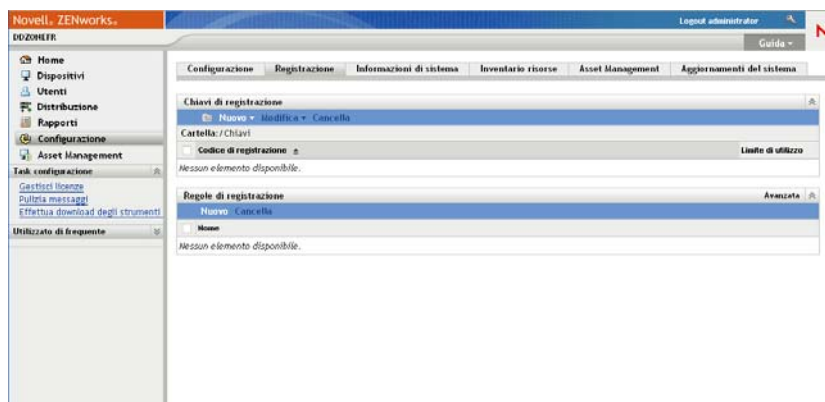 Novell® ZENworks®
Logout administrator
DDZONEFR
Guida
N
Home
Dispositivi
Utenti
Distribuzione
Rapporti
Configurazione
Asset Management
Task configurazione
Gestisci licenze
Pulizia messaggi
Effettua download degli strumenti
Utilizzato di frequente
Configurazione Registrazione Informazioni di sistema Inventario risorse Asset Management Aggiornamenti del sistema
Chiavi di registrazione
Nuovo Modifica Cancella
Cartella: /Chiavi
Codice di registrazione Limite di utilizzo
Nessun elemento disponibile.
Regole di registrazione Avanzata
Nuovo Cancella
Nome
Nessun elemento disponibile.